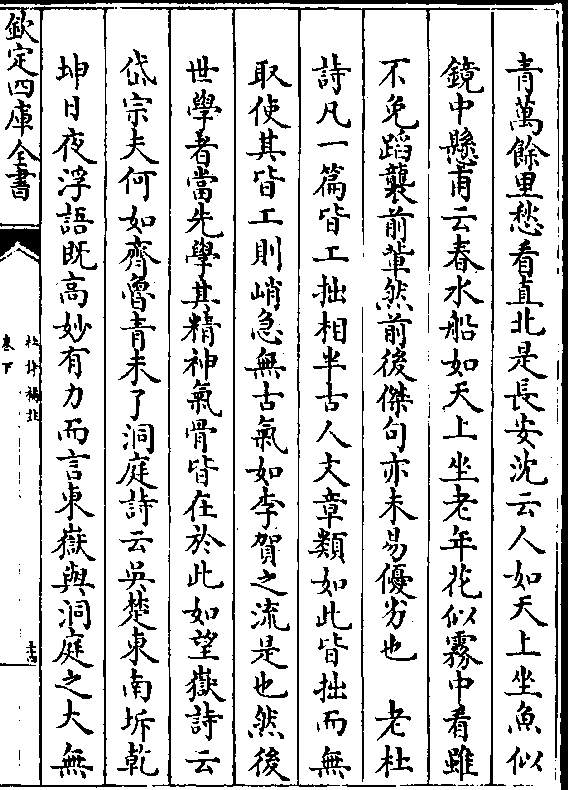 青萬餘里愁看直北是長安沈云人如天上坐魚似
鏡中懸甫云春水船如天上坐老年花似霧中看雖
不免蹈襲前輩然前後傑句亦未易優劣也　老杜
詩凡一篇皆工拙相半古人文章類如此皆拙而無
取使其皆工則峭急無古氣如李賀之流是也然後
世學者當先學其精神氣骨皆在於此如望嶽詩云
岱宗夫何如齊魯青未了洞庭詩云吳楚東南坼乾
坤日夜浮語既高妙有力而言東嶽與洞庭之大無
欽定四庫全書
卷下